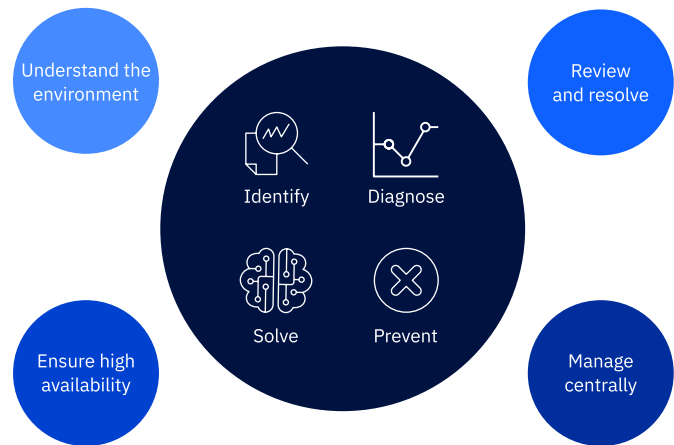 Understand the
environment
Review
and resolve
Identify
Diagnose
Solve
Prevent
Ensure high
availability
Manage
centrally